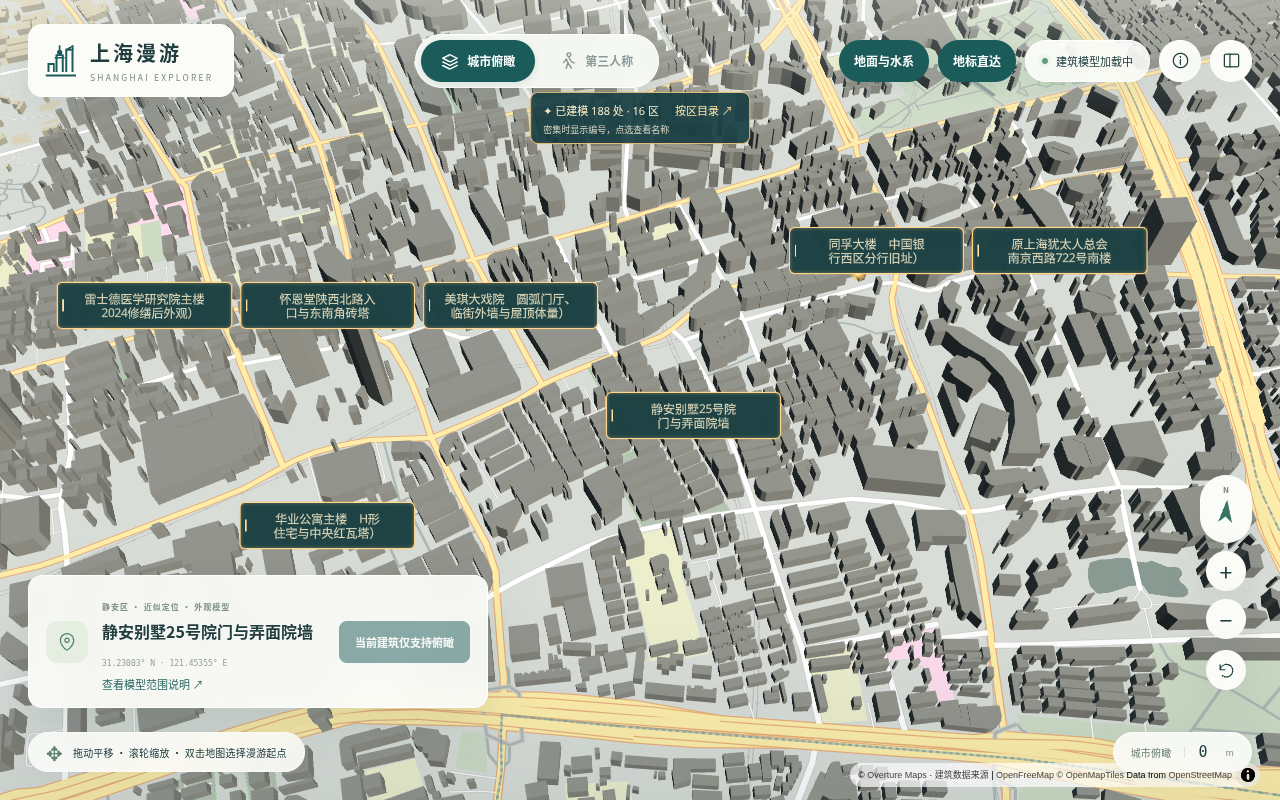 上海漫游
SHANGHAI EXPLORER
城市俯瞰
第三人称
地面与水系
地标直达
建筑模型加载中
✦ 已建模 188 处 · 16 区 按区目录 ↗
密集时显示编号，点选查看名称
同孚大楼 中国银
行西区分行旧址）
原上海犹太人总会
南京西路722号南楼
雷士德医学研究院主楼
2024修缮后外观）
怀恩堂陕西北路入
口与东南角砖塔
美琪大戏院 圆弧门厅、
临街外墙与屋顶体量）
静安别墅25号院
门与弄面院墙
华业公寓主楼 H形
住宅与中央红瓦塔）
N
静安区 · 近似定位 · 外观模型
静安别墅25号院门与弄面院墙
当前建筑仅支持俯瞰
31.23003° N · 121.45355° E
查看模型范围说明 ↗
拖动平移 · 滚轮缩放 · 双击地图选择漫游起点
城市俯瞰 0 m
© Overture Maps · 建筑数据来源 | OpenFreeMap © OpenMapTiles Data from OpenStreetMap